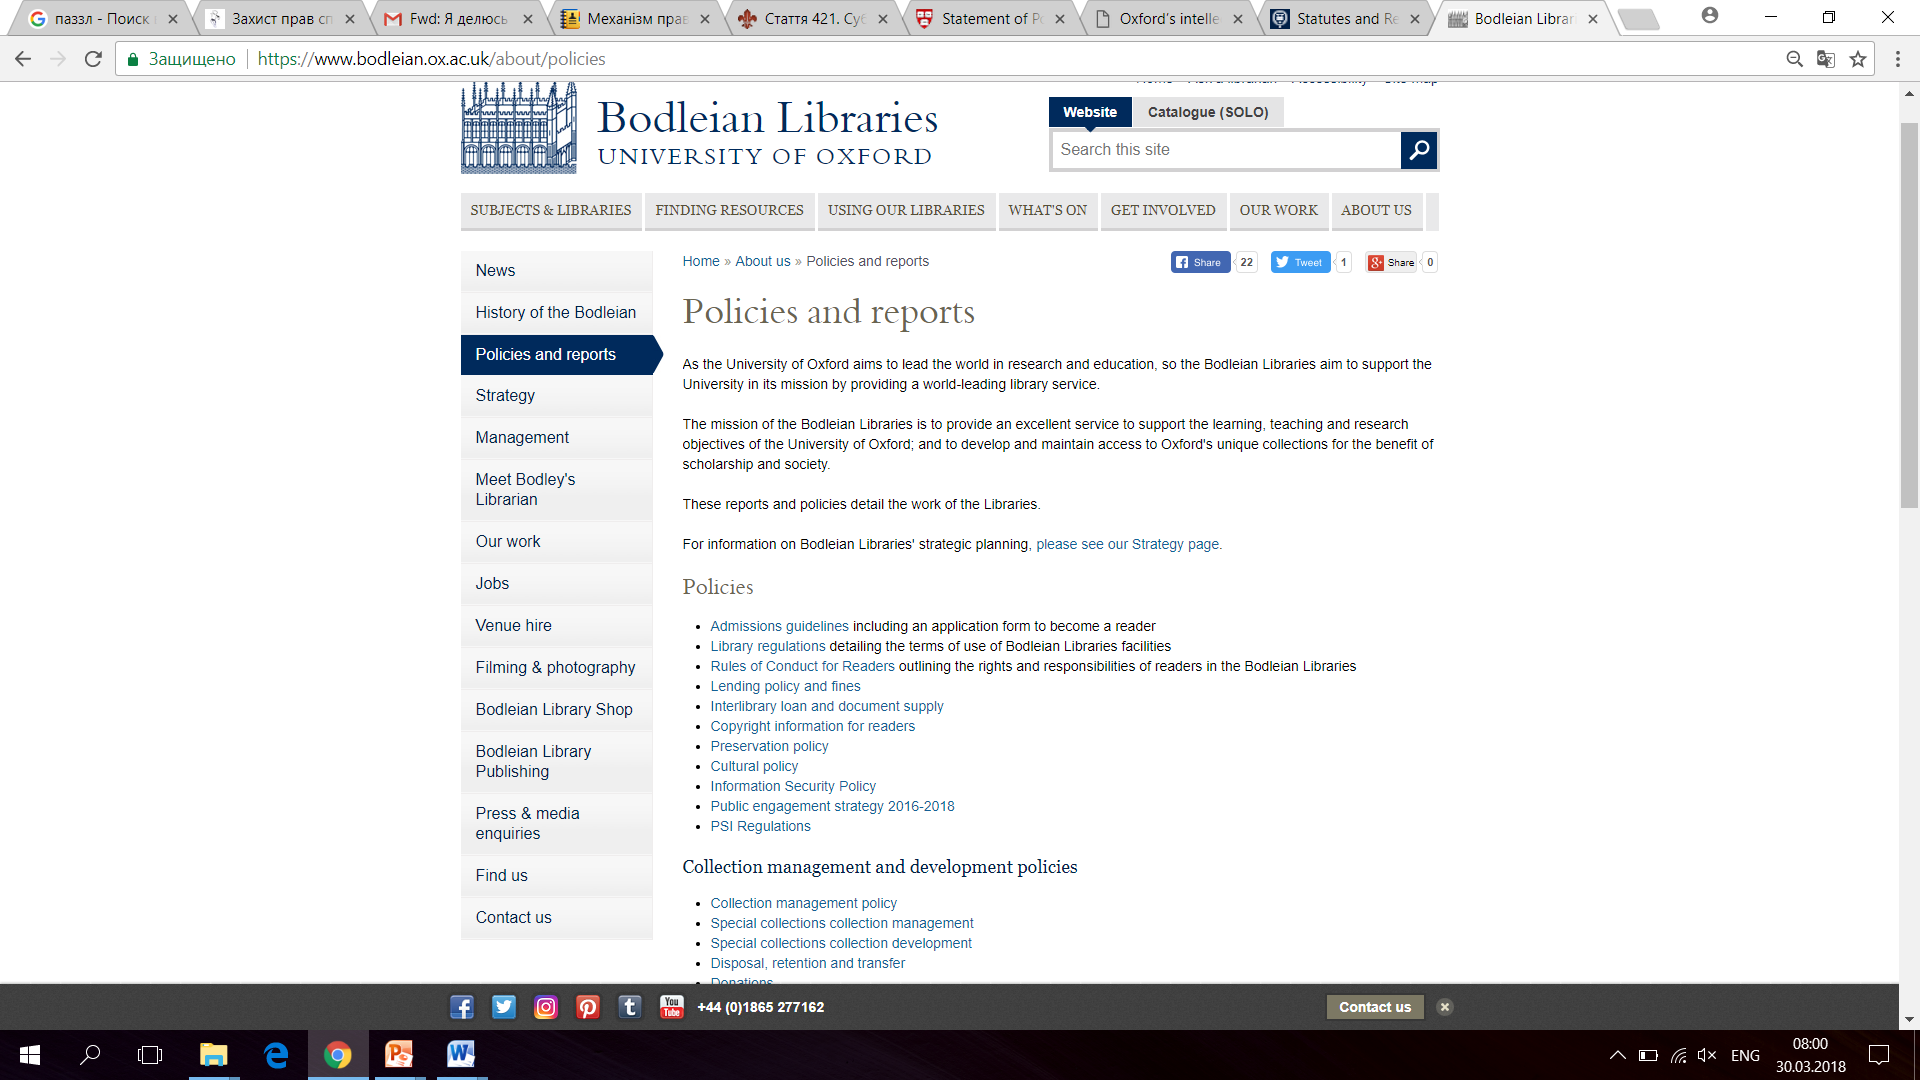 паззл - Поиск
Захист прав сп
Fwd: Я делюсь
Механізм прав
Стаття 421. Суб
Statement of Po
Oxford's intelle
Statutes and Re
Bodleian Librar
Защищено
https://www.bodleian.ox.ac.uk/about/policies
Bodleian Libraries
UNIVERSITY OF OXFORD
Website
Catalogue (SOLO)
Search this site
SUBJECTS & LIBRARIES
FINDING RESOURCES
USING OUR LIBRARIES
WHAT'S ON
GET INVOLVED
OUR WORK
ABOUT US
News
History of the Bodleian
Policies and reports
Strategy
Management
Meet Bodley's
Librarian
Our work
Jobs
Venue hire
Filming & photography
Bodleian Library Shop
Bodleian Library
Publishing
Press & media
enquiries
Find us
Contact us
Home » About us » Policies and reports
Share 22
Tweet 1
Share 0
Policies and reports
As the University of Oxford aims to lead the world in research and education, so the Bodleian Libraries aim to support the
University in its mission by providing a world-leading library service.
The mission of the Bodleian Libraries is to provide an excellent service to support the learning, teaching and research
objectives of the University of Oxford; and to develop and maintain access to Oxford's unique collections for the benefit of
scholarship and society.
These reports and policies detail the work of the Libraries.
For information on Bodleian Libraries' strategic planning, please see our Strategy page.
Policies
Admissions guidelines including an application form to become a reader
Library regulations detailing the terms of use of Bodleian Libraries facilities
Rules of Conduct for Readers outlining the rights and responsibilities of readers in the Bodleian Libraries
Lending policy and fines
Interlibrary loan and document supply
Copyright information for readers
Preservation policy
Cultural policy
Information Security Policy
Public engagement strategy 2016-2018
PSI Regulations
Collection management and development policies
Collection management policy
Special collections collection management
Special collections collection development
Disposal, retention and transfer
Donations
You Tube
+44 (0)1865 277162
Contact us
ENG
08:00
30.03.2018